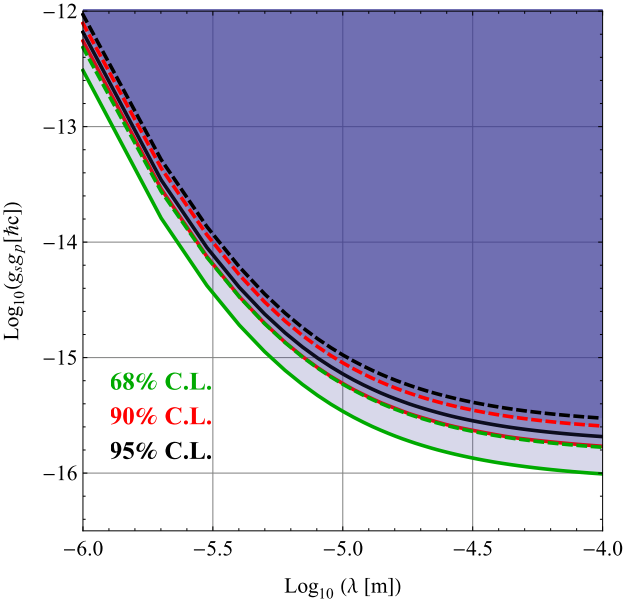 −12
−13
−14
−15
−16
Log₁₀(gₛgₚ[ħc])
68% C.L.
90% C.L.
95% C.L.
−6.0 −5.5 −5.0 −4.5 −4.0
Log₁₀ (λ [m])